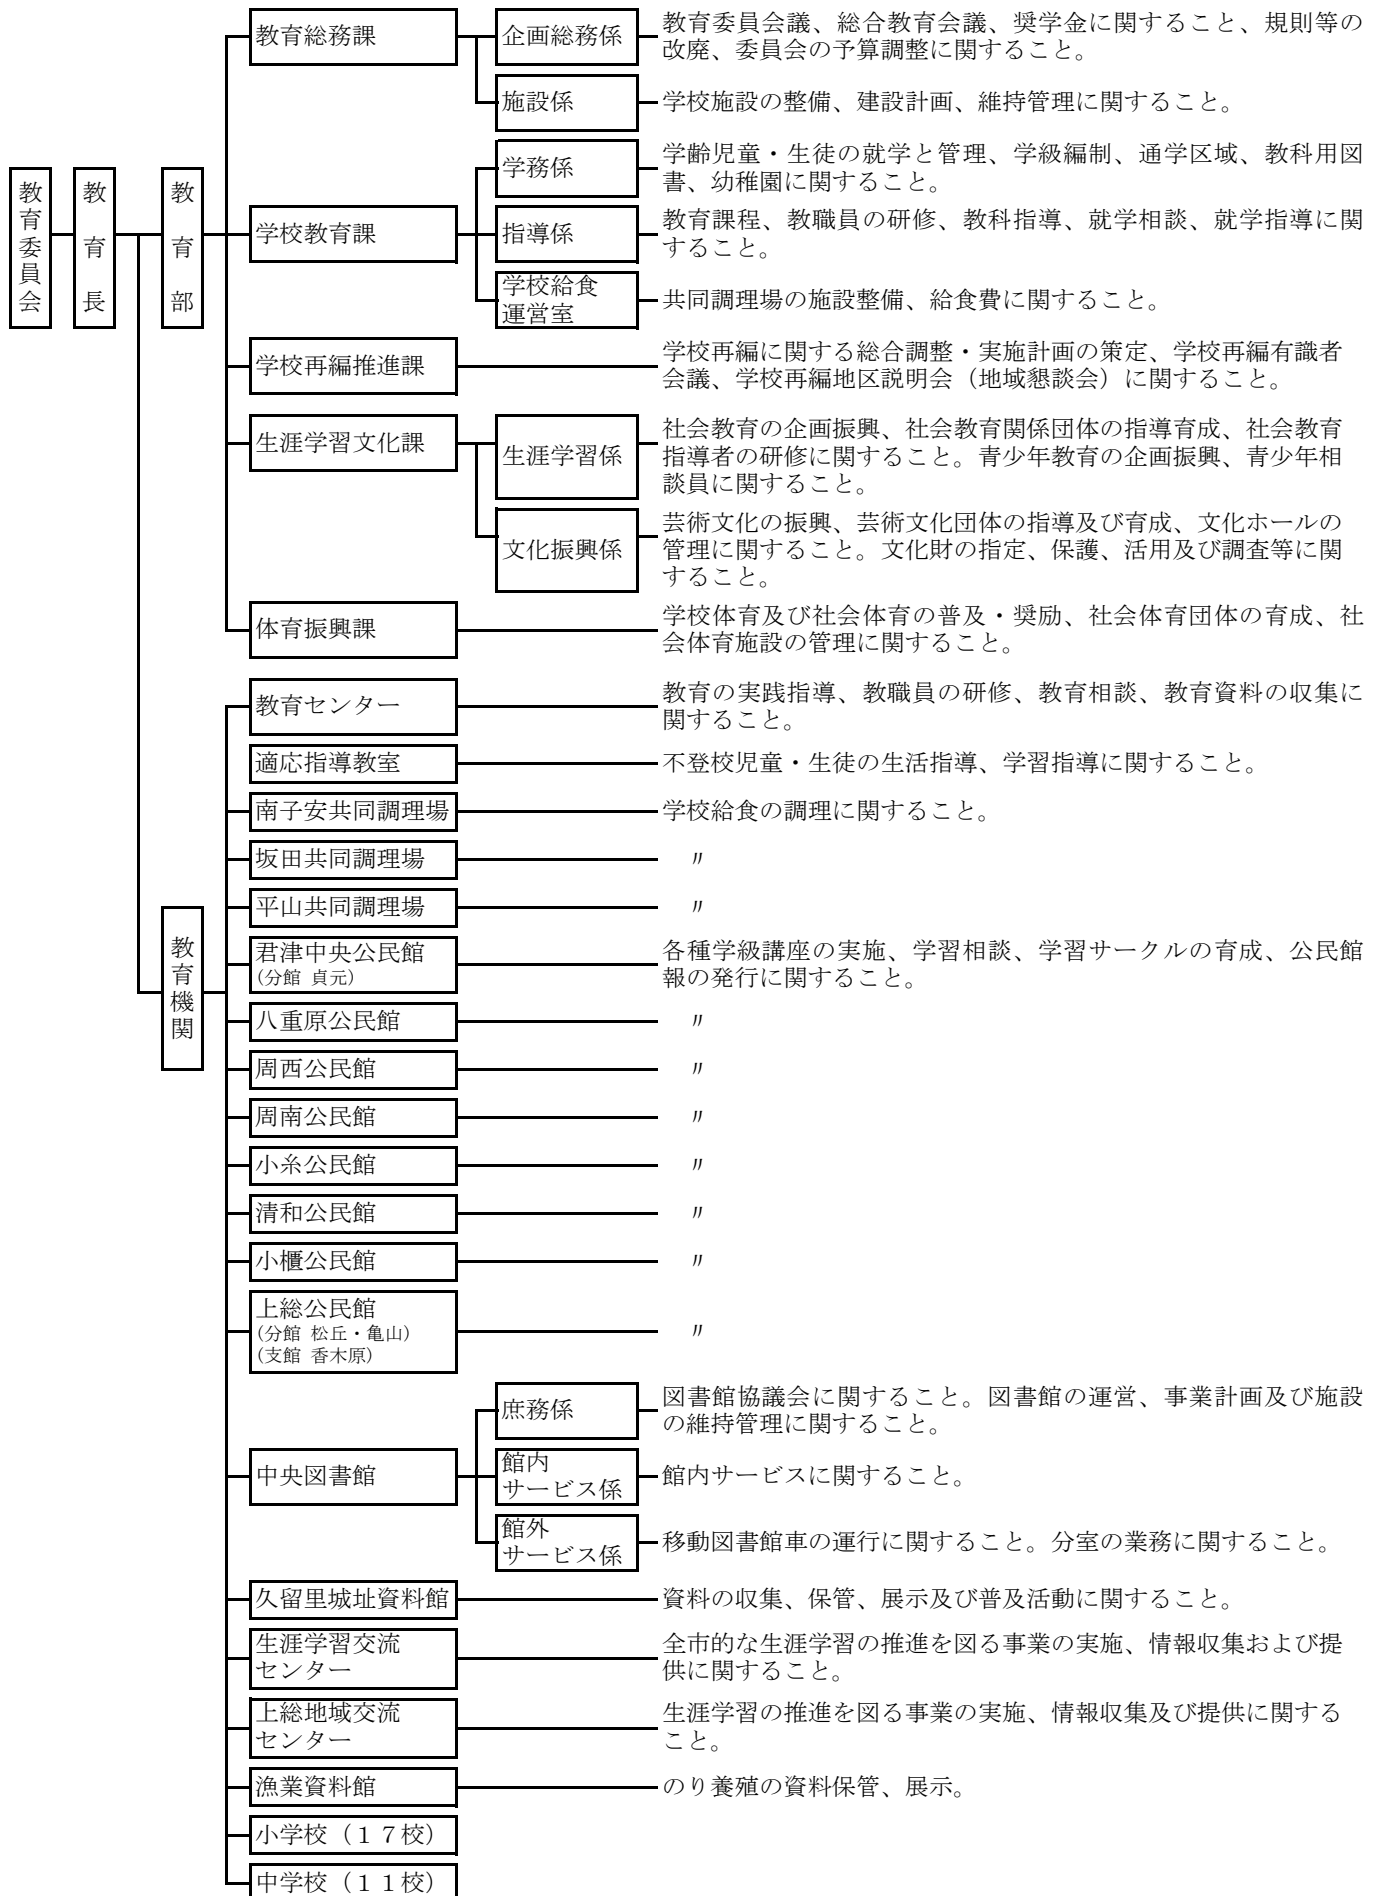 教育委員会
教育長
教育部
教育総務課
企画総務係
教育委員会議、総合教育会議、奨学金に関すること、規則等の
改廃、委員会の予算調整に関すること。
施設係
学校施設の整備、建設計画、維持管理に関すること。
学校教育課
学務係
学齢児童・生徒の就学と管理、学級編制、通学区域、教科用図
書、幼稚園に関すること。
指導係
教育課程、教職員の研修、教科指導、就学相談、就学指導に関
すること。
学校給食
運営室
共同調理場の施設整備、給食費に関すること。
学校再編推進課
学校再編に関する総合調整・実施計画の策定、学校再編有識者
会議、学校再編地区説明会（地域懇談会）に関すること。
生涯学習文化課
生涯学習係
社会教育の企画振興、社会教育関係団体の指導育成、社会教育
指導者の研修に関すること。青少年教育の企画振興、青少年相
談員に関すること。
文化振興係
芸術文化の振興、芸術文化団体の指導及び育成、文化ホールの
管理に関すること。文化財の指定、保護、活用及び調査等に関
すること。
体育振興課
学校体育及び社会体育の普及・奨励、社会体育団体の育成、社
会体育施設の管理に関すること。
教育機関
教育センター
教育の実践指導、教職員の研修、教育相談、教育資料の収集に
関すること。
適応指導教室
不登校児童・生徒の生活指導、学習指導に関すること。
南子安共同調理場
学校給食の調理に関すること。
坂田共同調理場
〃
平山共同調理場
〃
君津中央公民館
(分館 貞元)
各種学級講座の実施、学習相談、学習サークルの育成、公民館
報の発行に関すること。
八重原公民館
〃
周西公民館
〃
周南公民館
〃
小糸公民館
〃
清和公民館
〃
小櫃公民館
〃
上総公民館
(分館 松丘・亀山)
(支館 香木原)
〃
中央図書館
庶務係
図書館協議会に関すること。図書館の運営、事業計画及び施設
の維持管理に関すること。
館内
サービス係
館内サービスに関すること。
館外
サービス係
移動図書館車の運行に関すること。分室の業務に関すること。
久留里城址資料館
資料の収集、保管、展示及び普及活動に関すること。
生涯学習交流
センター
全市的な生涯学習の推進を図る事業の実施、情報収集および提
供に関すること。
上総地域交流
センター
生涯学習の推進を図る事業の実施、情報収集及び提供に関する
こと。
漁業資料館
のり養殖の資料保管、展示。
小学校（１７校）
中学校（１１校）